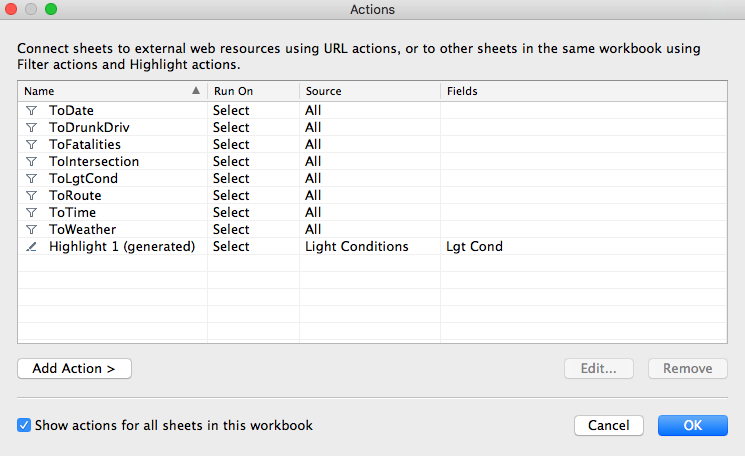 Actions
Connect sheets to external web resources using URL actions, or to other sheets in the same workbook using
Filter actions and Highlight actions.
Name Run On Source Fields
ToDate Select All
ToDrunkDriv Select All
ToFatalities Select All
ToIntersection Select All
ToLgtCond Select All
ToRoute Select All
ToTime Select All
ToWeather Select All
Highlight 1 (generated) Select Light Conditions Lgt Cond
Add Action > Edit... Remove
Show actions for all sheets in this workbook Cancel OK